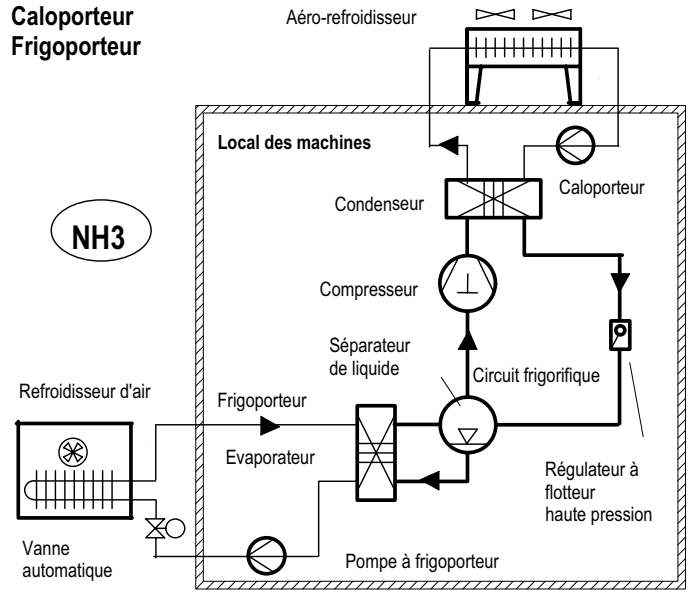 Caloporteur
Frigoporteur
Aéro-refroidisseur
Local des machines
Caloporteur
Condenseur
NH3
Compresseur
Séparateur
de liquide
Circuit frigorifique
Refroidisseur d'air
Frigoporteur
Evaporateur
Régulateur à
flotteur
haute pression
Vanne
automatique
Pompe à frigoporteur